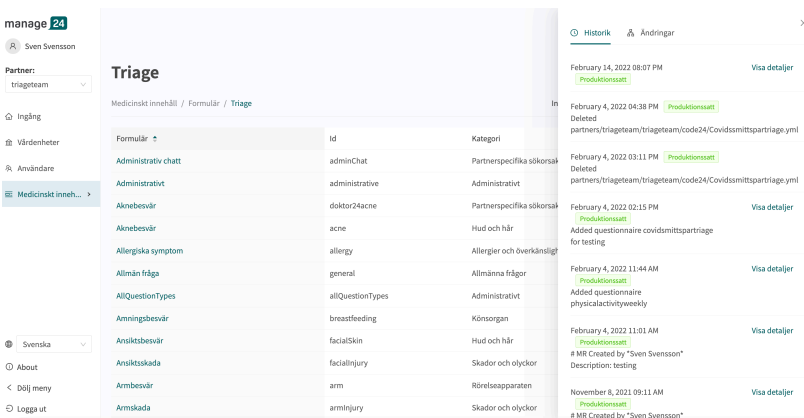 manage 24
Sven Svensson
Partner:
triageteam
Ingång
Vårdenheter
Användare
Medicinskt inneh...
Svenska
About
Dölj meny
Logga ut
Triage
Medicinskt innehåll / Formulär / Triage
In
Formulär Id Kategori
Administrativ chatt adminChat Partnerspecifika sökorsak
Administrativt administrative Administrativt
Aknebesvär doktor24acne Partnerspecifika sökorsak
Aknebesvär acne Hud och hår
Allergiska symptom allergy Allergier och överkänsligh
Allmän fråga general Allmänna frågor
AllQuestionTypes allQuestionTypes Administrativt
Amningsbesvär breastfeeding Könsorgan
Ansiktsbesvär facialSkin Hud och hår
Ansiktsskada facialInjury Skador och olyckor
Armbesvär arm Rörelseapparaten
Armskada armInjury Skador och olyckor
Historik Ändringar
February 14, 2022 08:07 PM Visa detaljer
Produktionssatt
February 4, 2022 04:38 PM Produktionssatt
Deleted
partners/triageteam/triageteam/code24/Covidssmittspartriage.yml
February 4, 2022 03:11 PM Produktionssatt
Deleted
partners/triageteam/triageteam/code24/Covidssmittspartriage.yml
February 4, 2022 02:15 PM Visa detaljer
Produktionssatt
Added questionnaire covidsmittspartriage
for testing
February 4, 2022 11:44 AM Visa detaljer
Produktionssatt
Added questionnaire
physicalactivityweekly
February 4, 2022 11:01 AM Visa detaljer
Produktionssatt
# MR Created by "Sven Svensson"
Description: testing
November 8, 2021 09:11 AM Visa detaljer
Produktionssatt
# MR Created by "Sven Svensson"